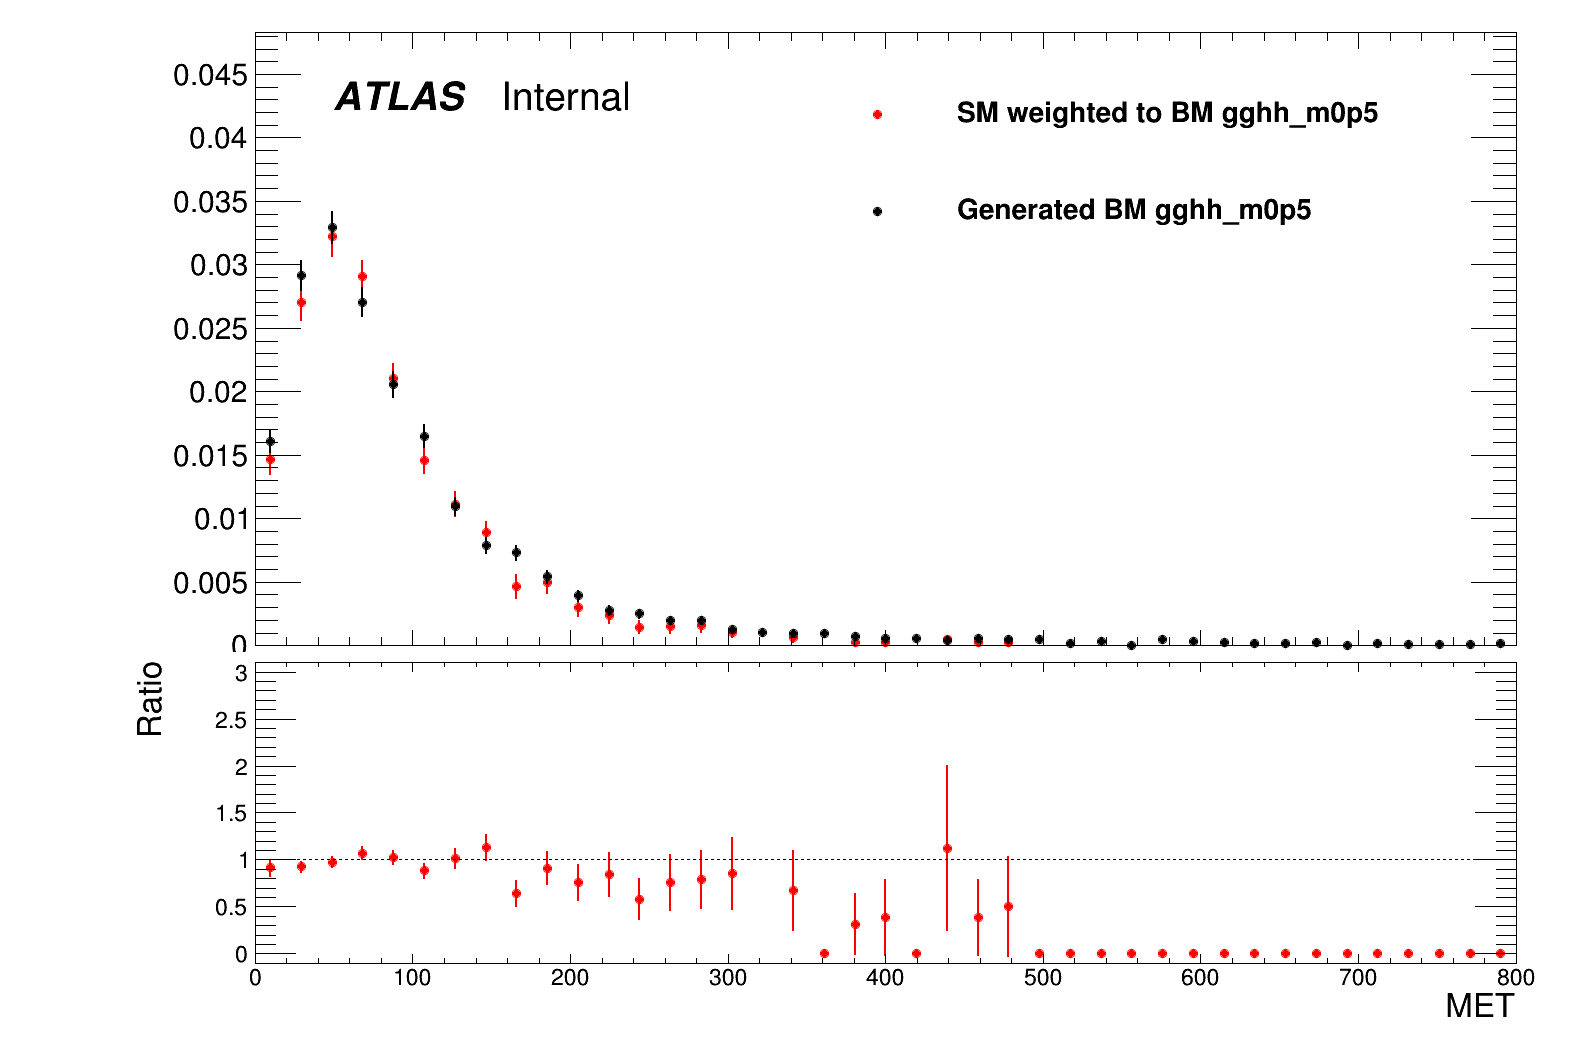 0.045
ATLAS Internal
SM weighted to BM gghh_m0p5
0.04
0.035
Generated BM gghh_m0p5
0.03
0.025
0.02
0.015
0.01
0.005
0
Ratio
3
2.5
2
1.5
1
0.5
0
0 100 200 300 400 500 600 700 800
MET